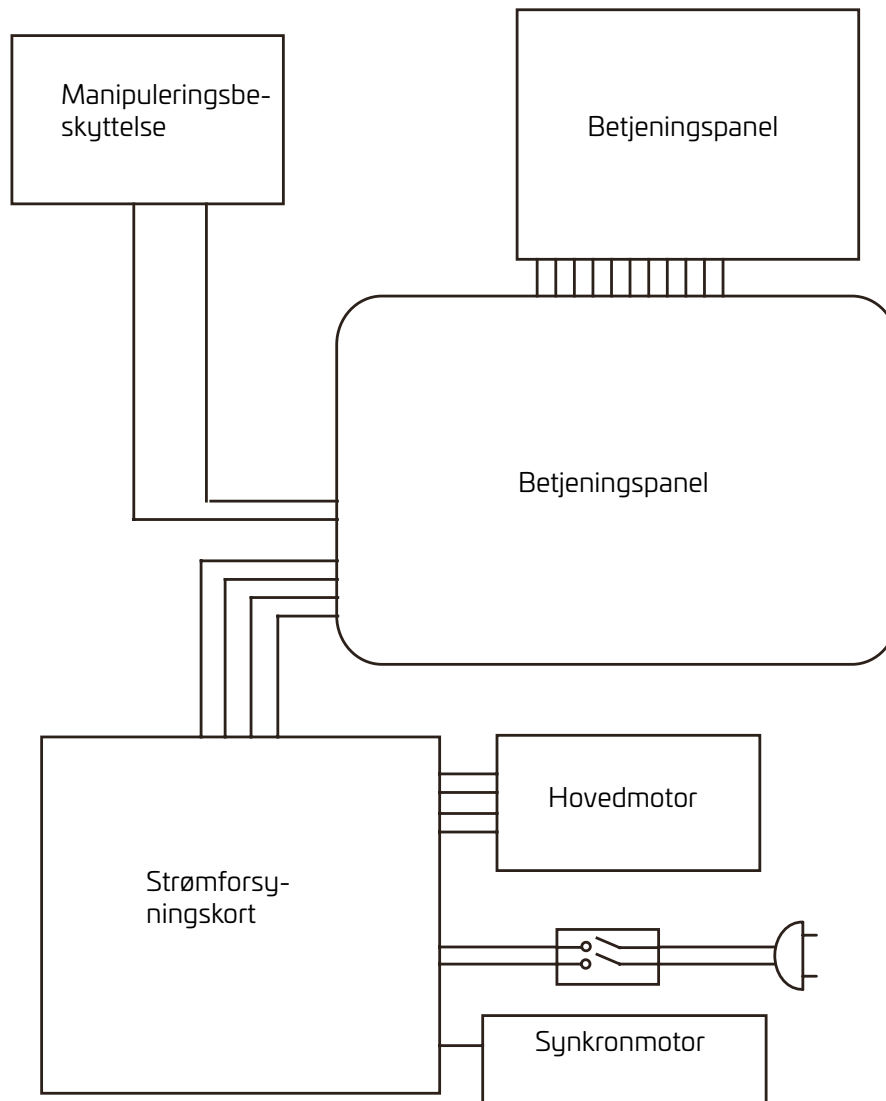 Manipuleringsbe-
skyttelse
Betjeningspanel
Betjeningspanel
Hovedmotor
Strømforsy-
ningskort
Synkronmotor